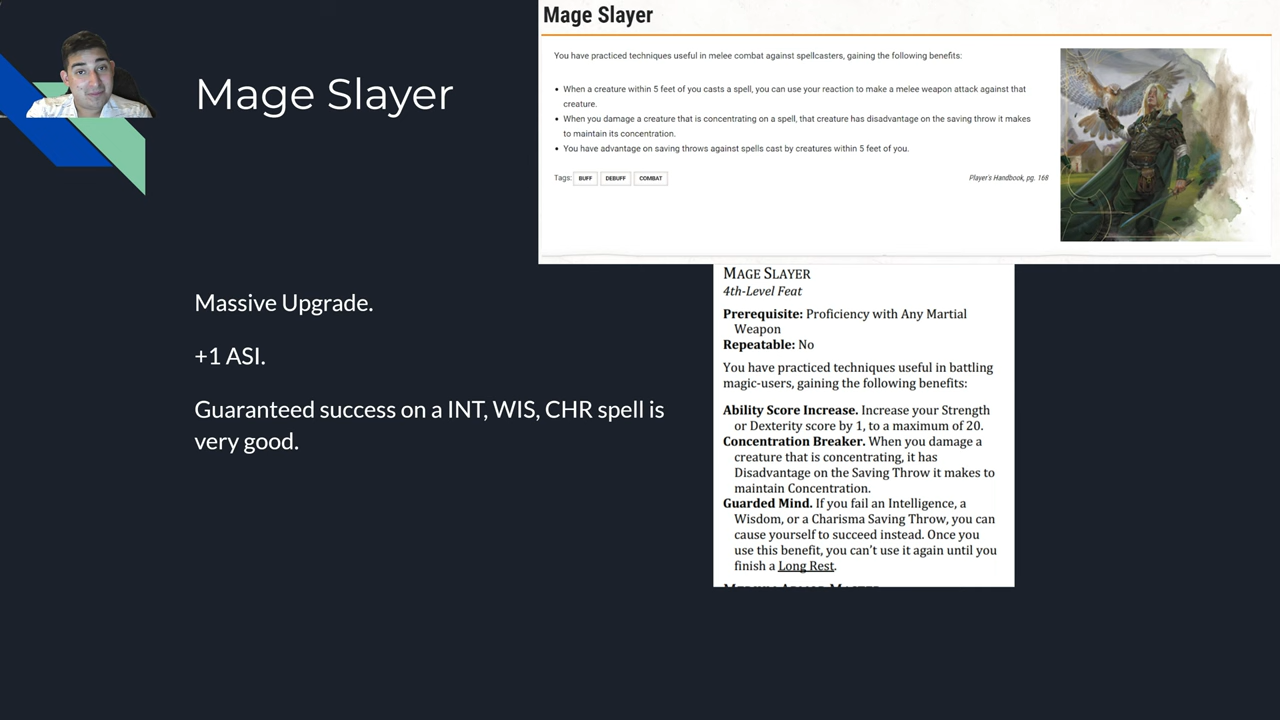 Mage Slayer
Massive Upgrade.
+1 ASI.
Guaranteed success on a INT, WIS, CHR spell is
very good.
Mage Slayer
You have practiced techniques useful in melee combat against spellcasters, gaining the following benefits:
• When a creature within 5 feet of you casts a spell, you can use your reaction to make a melee weapon attack against that
creature.
• When you damage a creature that is concentrating on a spell, that creature has disadvantage on the saving throw it makes
to maintain its concentration.
• You have advantage on saving throws against spells cast by creatures within 5 feet of you.
Tags: BUFF DEBUFF COMBAT
Player's Handbook, pg. 168
MAGE SLAYER
4th-Level Feat
Prerequisite: Proficiency with Any Martial
Weapon
Repeatable: No
You have practiced techniques useful in battling
magic-users, gaining the following benefits:
Ability Score Increase. Increase your Strength
or Dexterity score by 1, to a maximum of 20.
Concentration Breaker. When you damage a
creature that is concentrating, it has
Disadvantage on the Saving Throw it makes to
maintain Concentration.
Guarded Mind. If you fail an Intelligence, a
Wisdom, or a Charisma Saving Throw, you can
cause yourself to succeed instead. Once you
use this benefit, you can't use it again until you
finish a Long Rest.